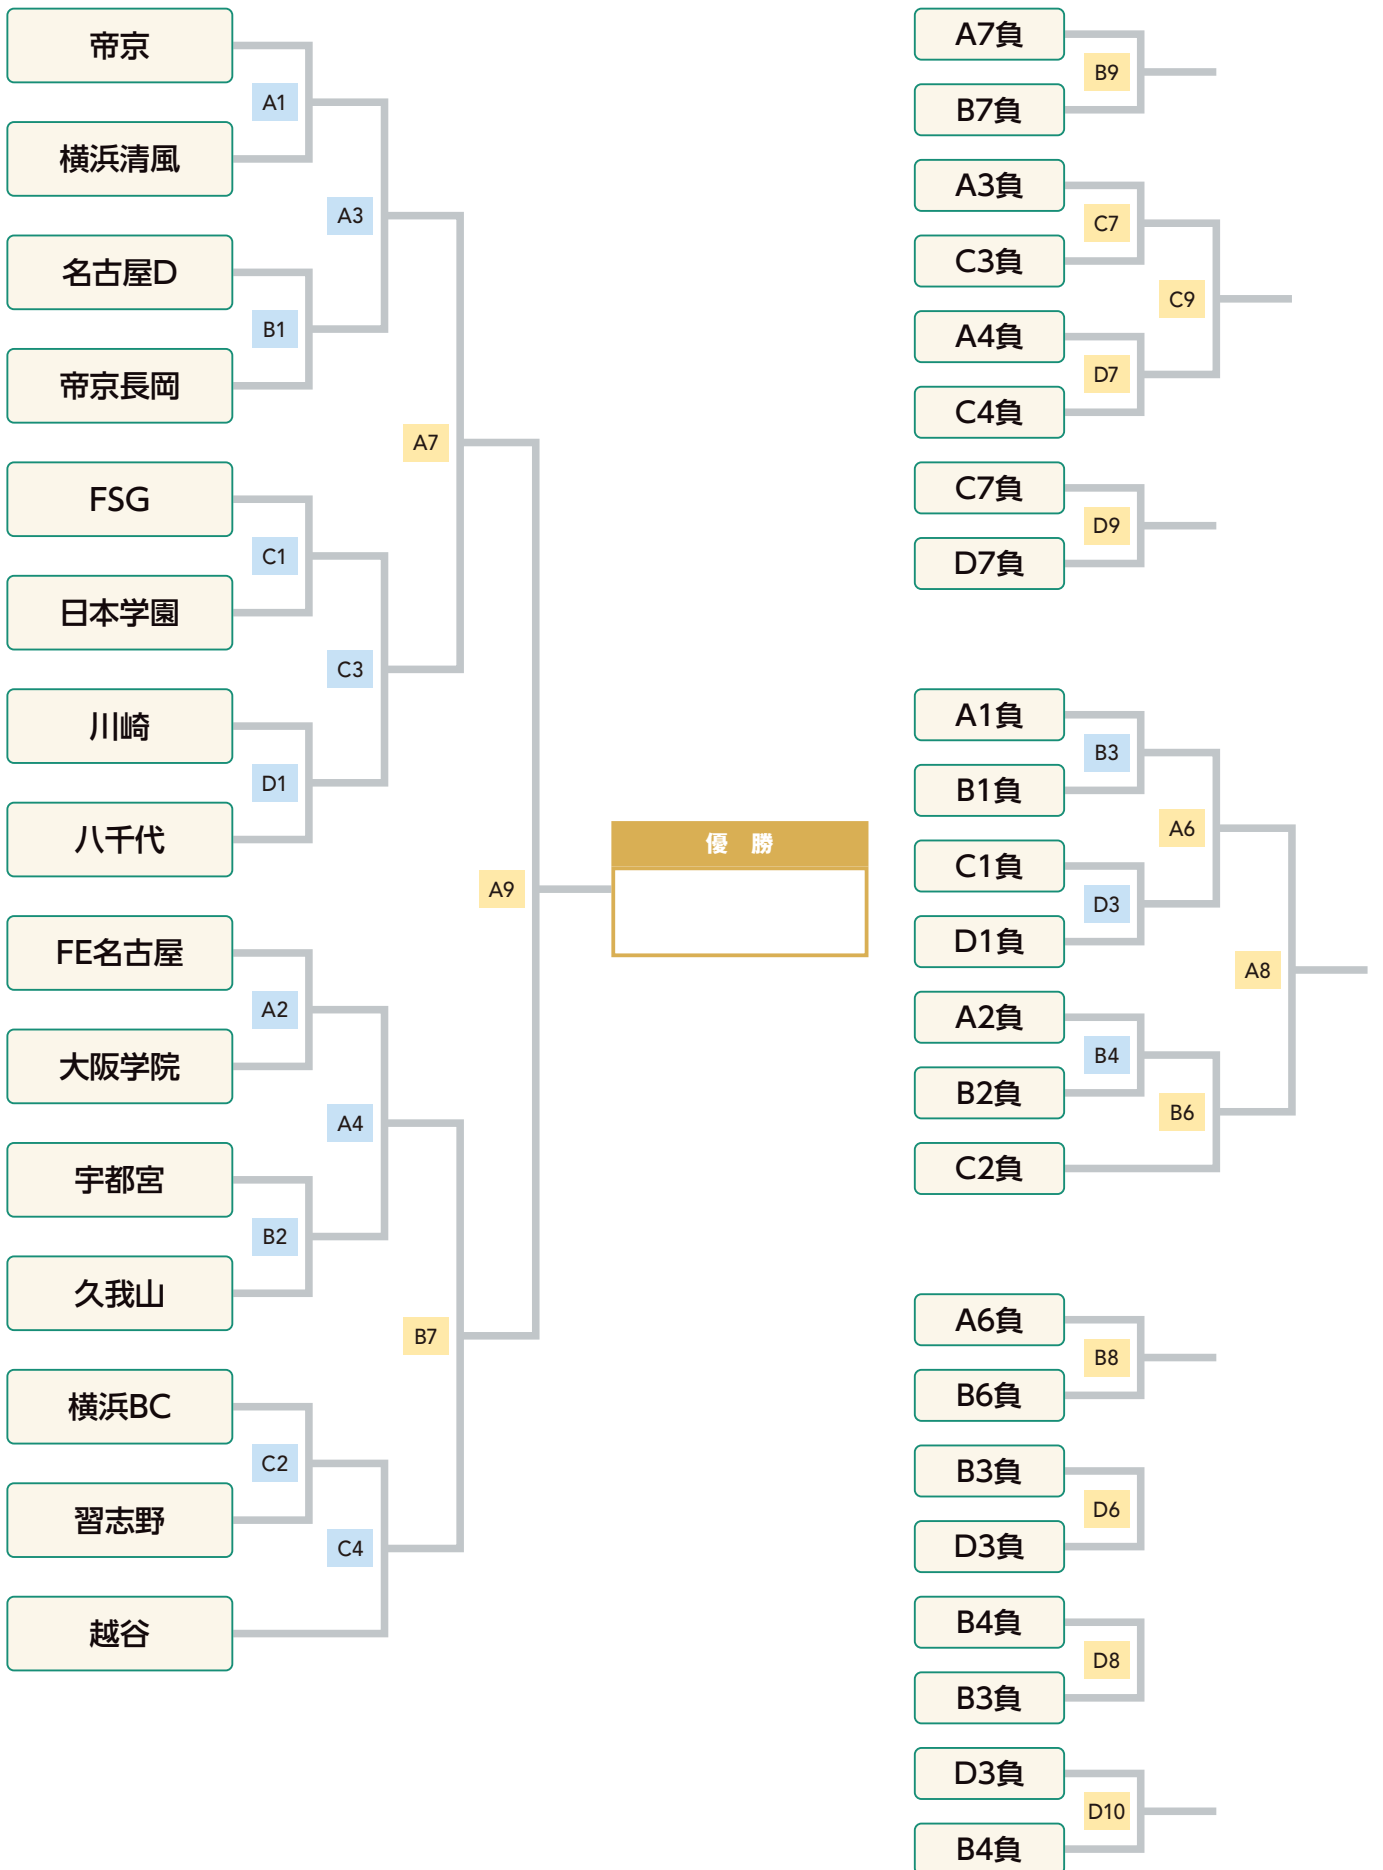 帝京
A1
横浜清風
A3
名古屋D
B1
帝京長岡
A7
FSG
C1
日本学園
C3
川崎
D1
八千代
A9
優 勝
FE名古屋
A2
大阪学院
A4
宇都宮
B2
久我山
B7
横浜BC
C2
習志野
C4
越谷
A7負
B9
B7負
A3負
C7
C3負
C9
A4負
D7
C4負
C7負
D9
D7負
A1負
B3
B1負
A6
C1負
D3
D1負
A8
A2負
B4
B2負
B6
C2負
A6負
B8
B6負
B3負
D6
D3負
B4負
D8
B3負
D3負
D10
B4負